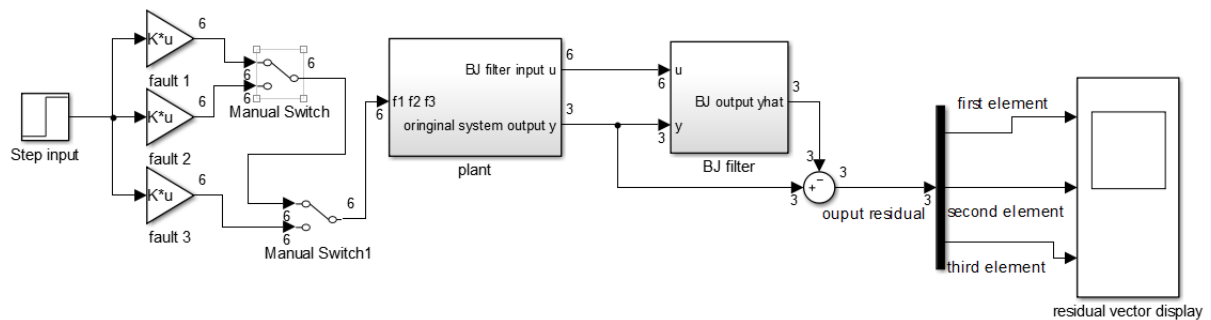 Step input
K*u
6
fault 1
K*u
6
fault 2
K*u
6
fault 3
6
6
6
Manual Switch
6
6
6
Manual Switch1
6
f1 f2 f3
BJ filter input u
oringinal system output y
plant
6
3
6
u
3
y
BJ output yhat
BJ filter
3
3
3
+
−
3
ouput residual
3
first element
second element
third element
residual vector display